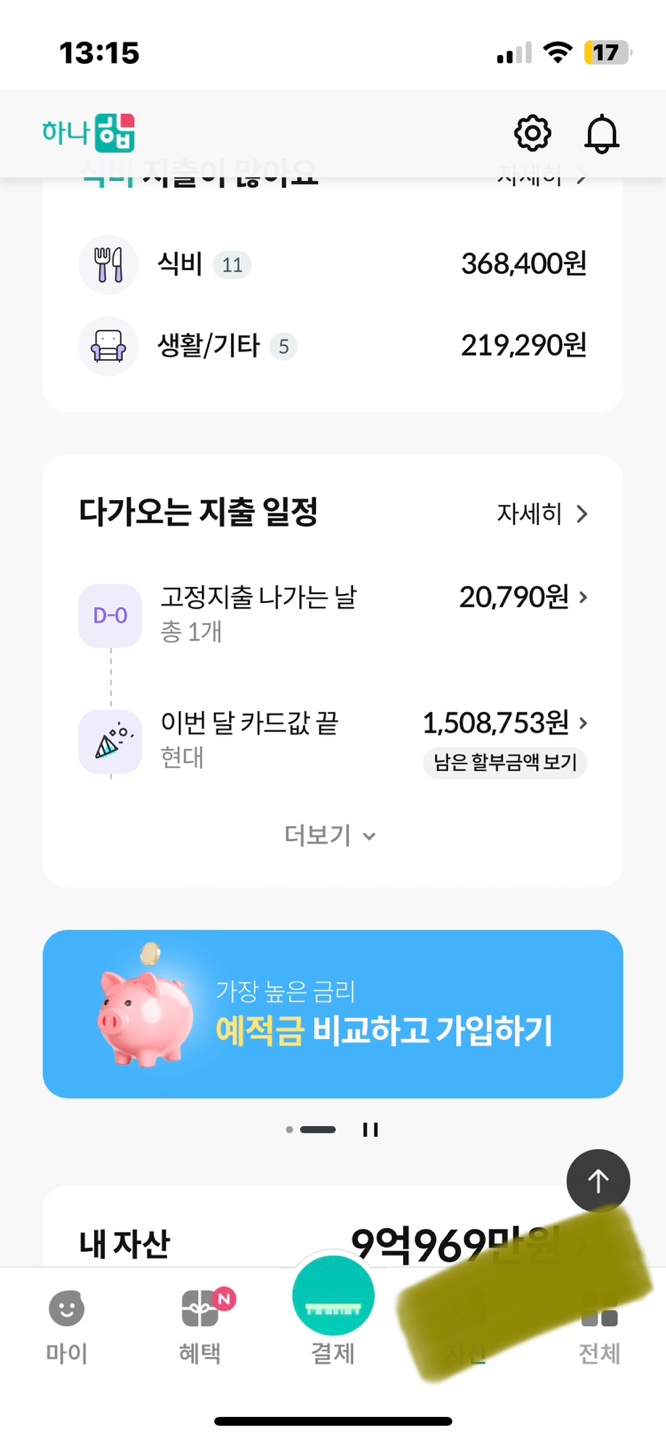 13:15
17
하나 합
식비 지출이 많아요
자세히
식비 11
368,400원
생활/기타 5
219,290원
다가오는 지출 일정
자세히
D-0
고정지출 나가는 날
20,790원
총 1개
이번 달 카드값 끝
1,508,753원
현대
남은 할부금액 보기
더보기
가장 높은 금리
예적금 비교하고 가입하기
내 자산
9억969만원
N
마이
혜택
결제
자산
전체